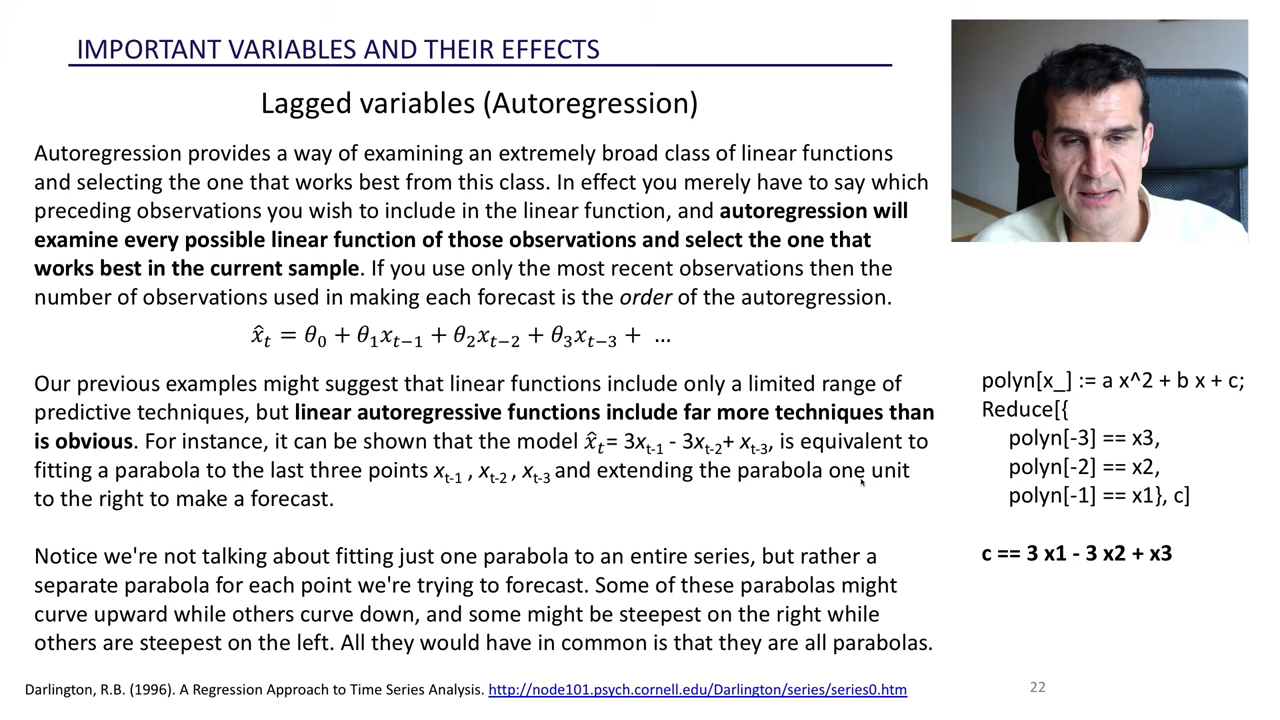 IMPORTANT VARIABLES AND THEIR EFFECTS
Lagged variables (Autoregression)
Autoregression provides a way of examining an extremely broad class of linear functions
and selecting the one that works best from this class. In effect you merely have to say which
preceding observations you wish to include in the linear function, and autoregression will
examine every possible linear function of those observations and select the one that
works best in the current sample. If you use only the most recent observations then the
number of observations used in making each forecast is the order of the autoregression.
x̂ₜ = θ₀ + θ₁xₜ₋₁ + θ₂xₜ₋₂ + θ₃xₜ₋₃ + …
Our previous examples might suggest that linear functions include only a limited range of
predictive techniques, but linear autoregressive functions include far more techniques than
is obvious. For instance, it can be shown that the model x̂ₜ= 3xₜ₋₁ - 3xₜ₋₂+ xₜ₋₃, is equivalent to
fitting a parabola to the last three points xₜ₋₁ , xₜ₋₂ , xₜ₋₃ and extending the parabola one unit
to the right to make a forecast.
Notice we're not talking about fitting just one parabola to an entire series, but rather a
separate parabola for each point we're trying to forecast. Some of these parabolas might
curve upward while others curve down, and some might be steepest on the right while
others are steepest on the left. All they would have in common is that they are all parabolas.
polyn[x_] := a x^2 + b x + c;
Reduce[{
polyn[-3] == x3,
polyn[-2] == x2,
polyn[-1] == x1}, c]
c == 3 x1 - 3 x2 + x3
Darlington, R.B. (1996). A Regression Approach to Time Series Analysis. http://node101.psych.cornell.edu/Darlington/series/series0.htm
22